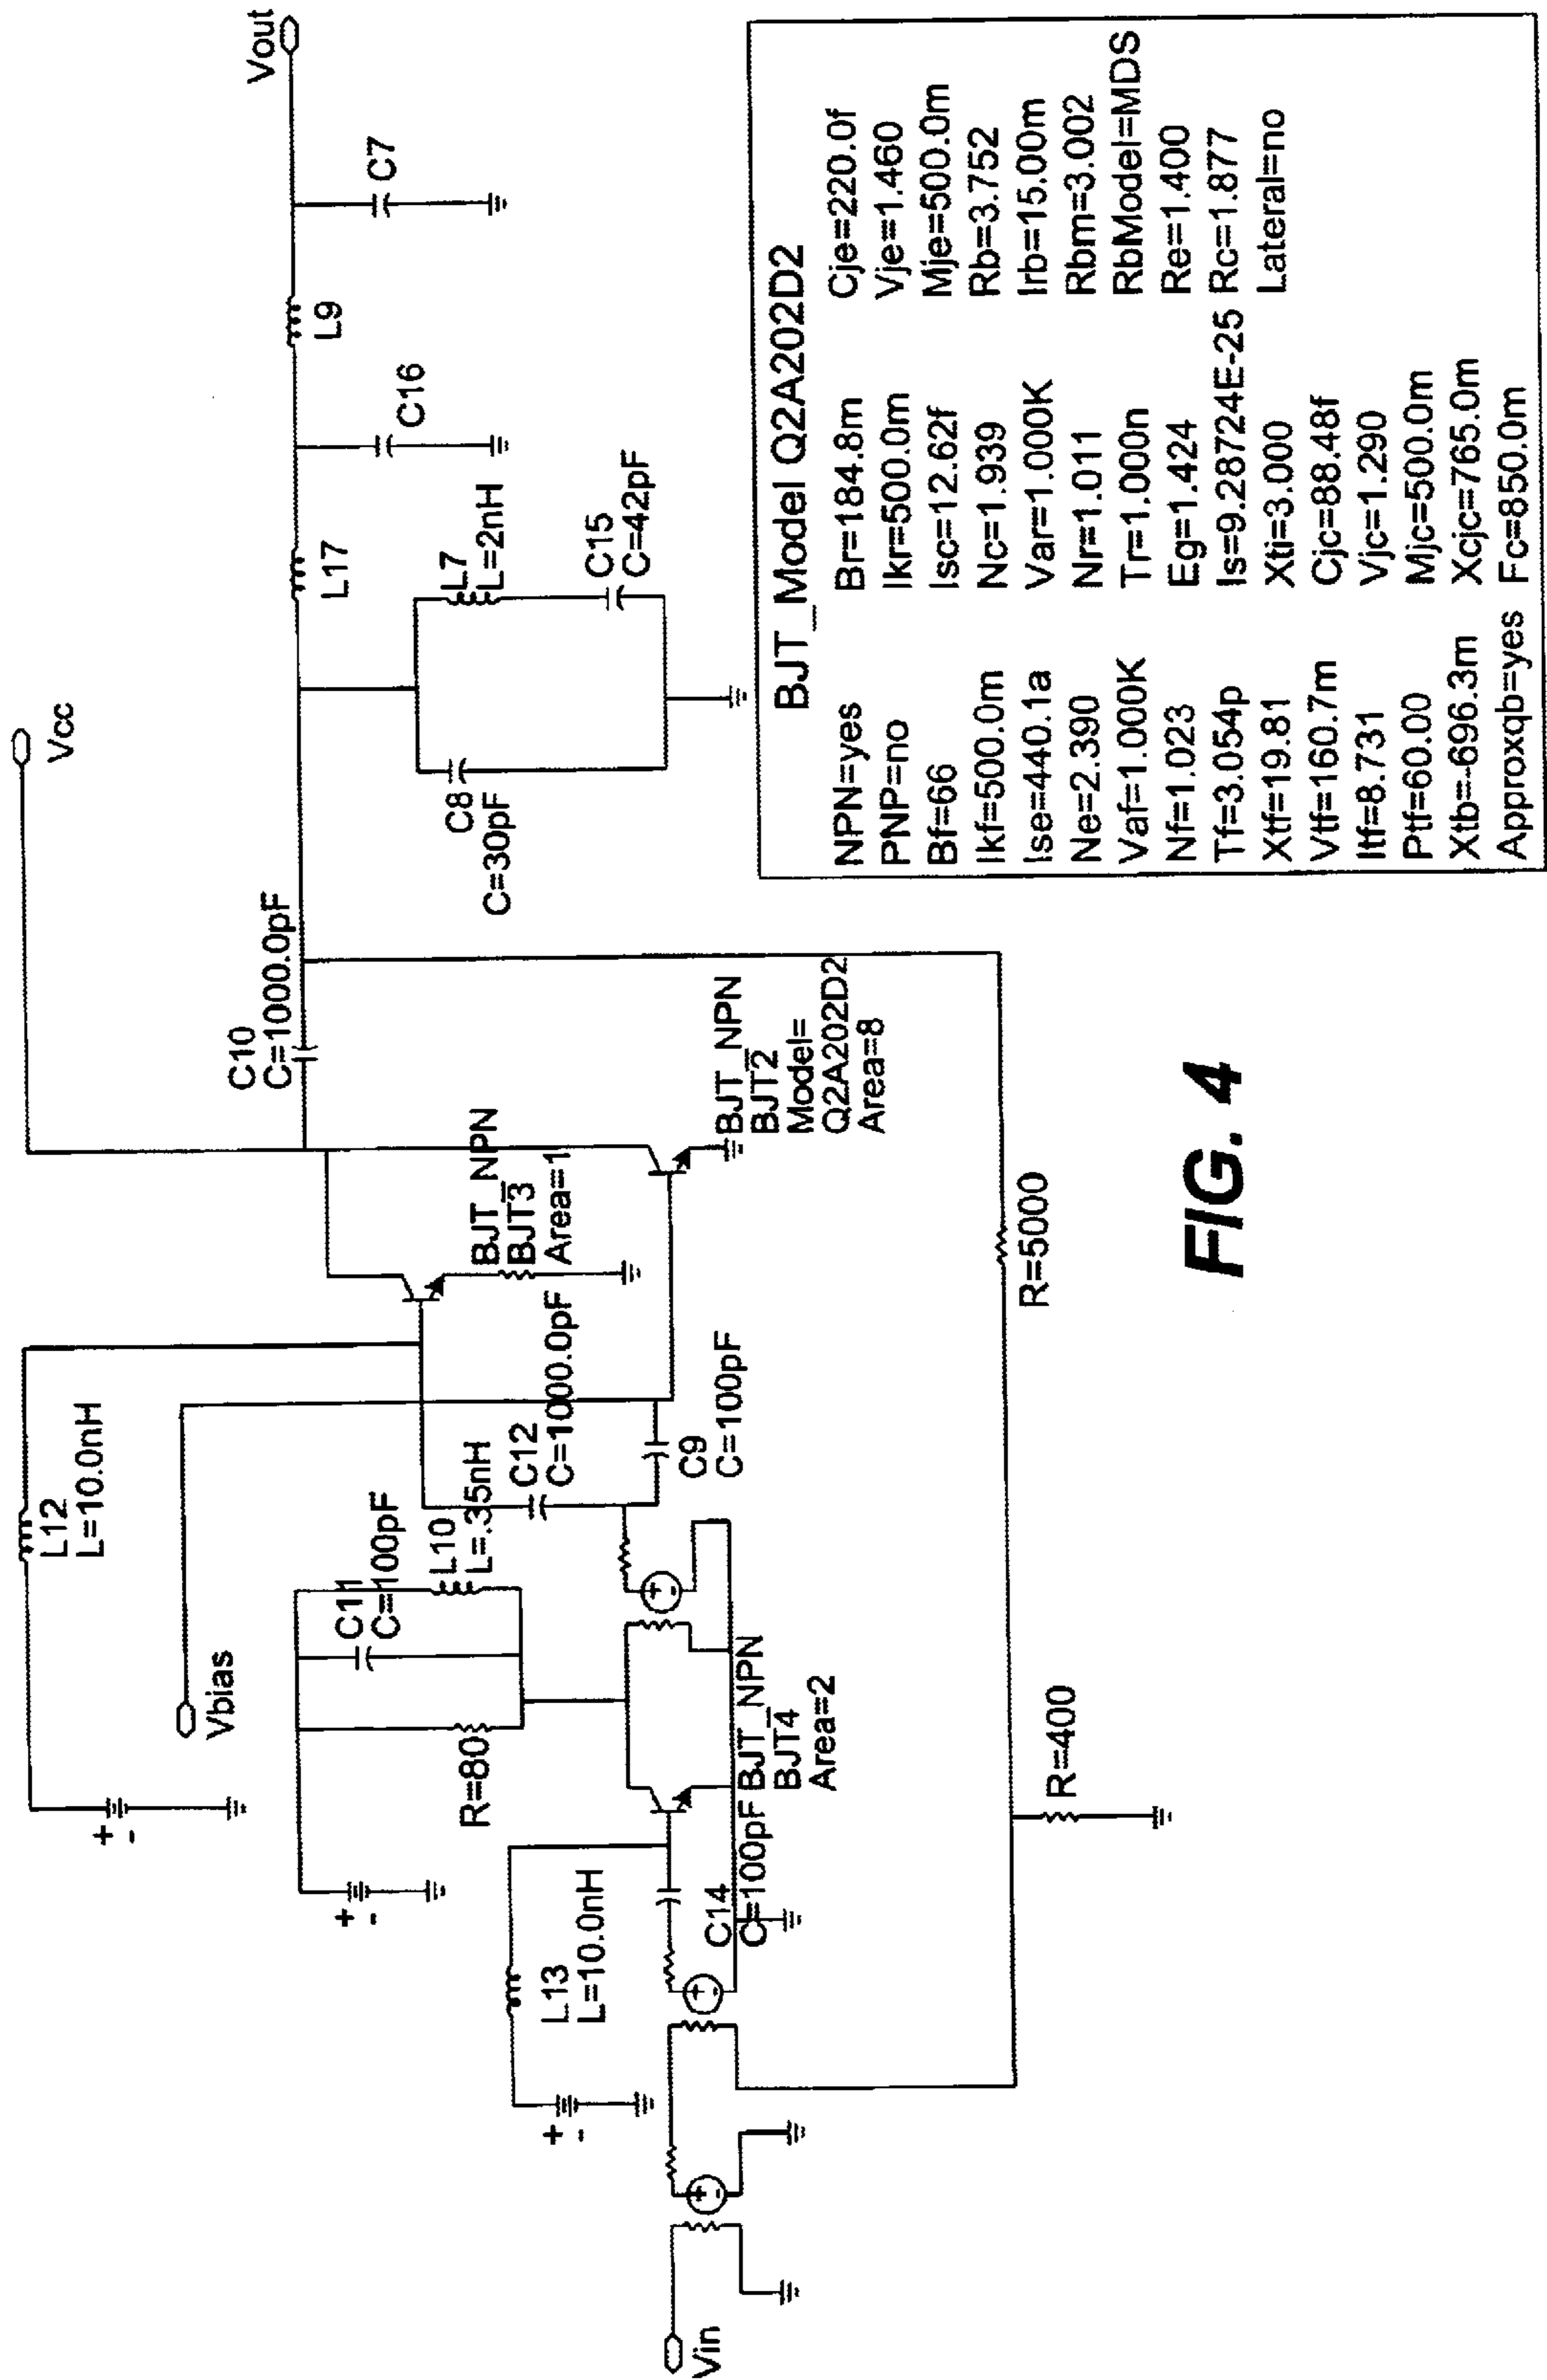 Vcc
Vout
C10
C=1000.0pF
L17
L9
C16
C7
C8
C=30pF
L7
L=2nH
C15
C=42pF
L12
L=10.0nH
Vbias
C11
C=100pF
R=80
L10
L=.35nH
C12
C=1000.0pF
C9
C=100pF
BJT_NPN
BJT3
Area=1
BJT_NPN
BJT2
Model=
Q2A202D2
Area=8
L13
L=10.0nH
C14
C=100pF
BJT_NPN
BJT4
Area=2
Vin
+
-
+
-
+
-
+
-
+
-
+
-
R=5000
R=400
BJT_Model Q2A202D2
NPN=yes Br=184.8m Cje=220.0f
PNP=no Ikr=500.0m Vje=1.460
Bf=66 Isc=12.62f Mje=500.0m
Ikf=500.0m Nc=1.939 Rb=3.752
Ise=440.1a Var=1.000K Irb=15.00m
Ne=2.390 Nr=1.011 Rbm=3.002
Vaf=1.000K Tr=1.000n RbModel=MDS
Nf=1.023 Eg=1.424 Re=1.400
Tf=3.054p Is=9.28724E-25 Rc=1.877
Xtf=19.81 Xti=3.000 Lateral=no
Vtf=160.7m Cjc=88.48f
Itf=8.731 Vjc=1.290
Ptf=60.00 Mjc=500.0m
Xtb=-696.3m Xcjc=765.0m
Approxqb=yes Fc=850.0m
FIG. 4